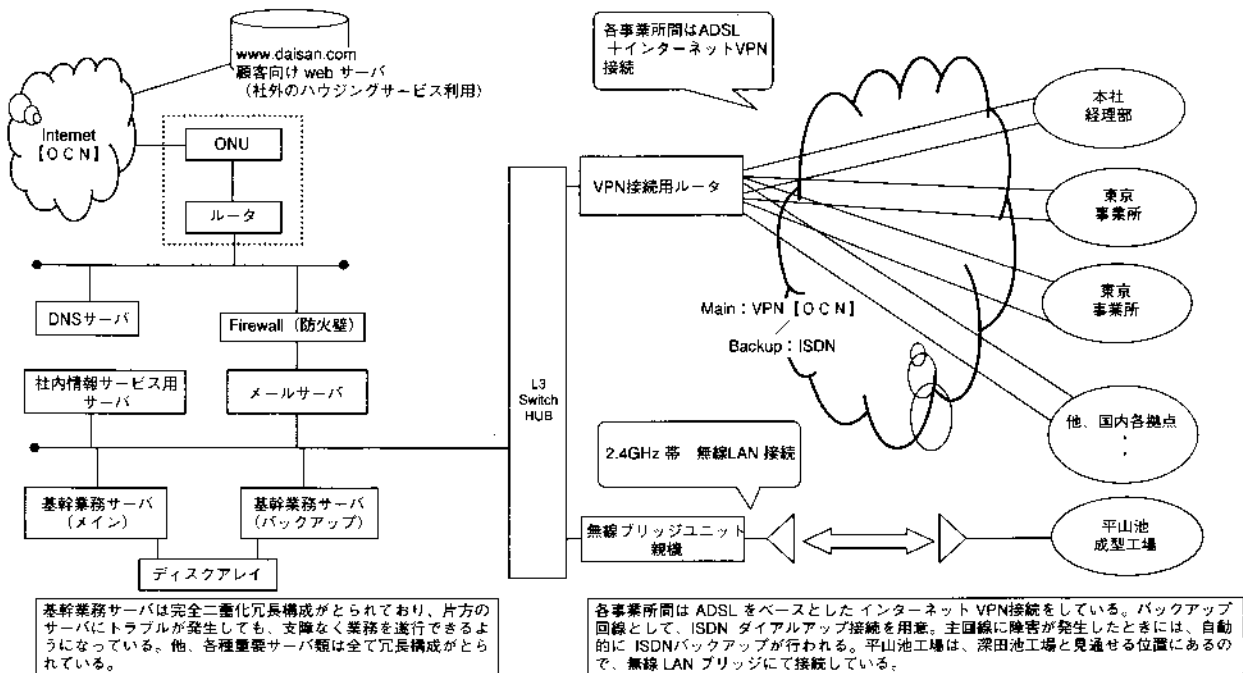 www.daisan.com
顧客向け web サーバ
(社外のハウジングサービス利用)
Internet
【OCN】
ONU
ルータ
DNSサーバ
Firewall (防火壁)
社内情報サービス用
サーバ
メールサーバ
基幹業務サーバ
(メイン)
基幹業務サーバ
(バックアップ)
ディスクアレイ
L3
Switch
HUB
各事業所間はADSL
+インターネットVPN
接続
VPN接続用ルータ
Main:VPN【OCN】
/
Backup:ISDN
本社
経理部
東京
事業所
東京
事業所
他、国内各拠点
・
・
2.4GHz 帯 無線LAN 接続
無線ブリッジユニット
親機
平山池
成型工場
基幹業務サーバは完全二重化冗長構成がとられており、片方の
サーバにトラブルが発生しても、支障なく業務を遂行できるよ
うになっている。他、各種重要サーバ類は全て冗長構成がとら
れている。
各事業所間は ADSL をベースとした インターネット VPN接続をしている。バックアップ
回線として、ISDN ダイアルアップ接続を用意。主回線に障害が発生したときには、自動
的に ISDNバックアップが行われる。平山池工場は、深田池工場と見通せる位置にあるの
で、無線 LAN ブリッジにて接続している。